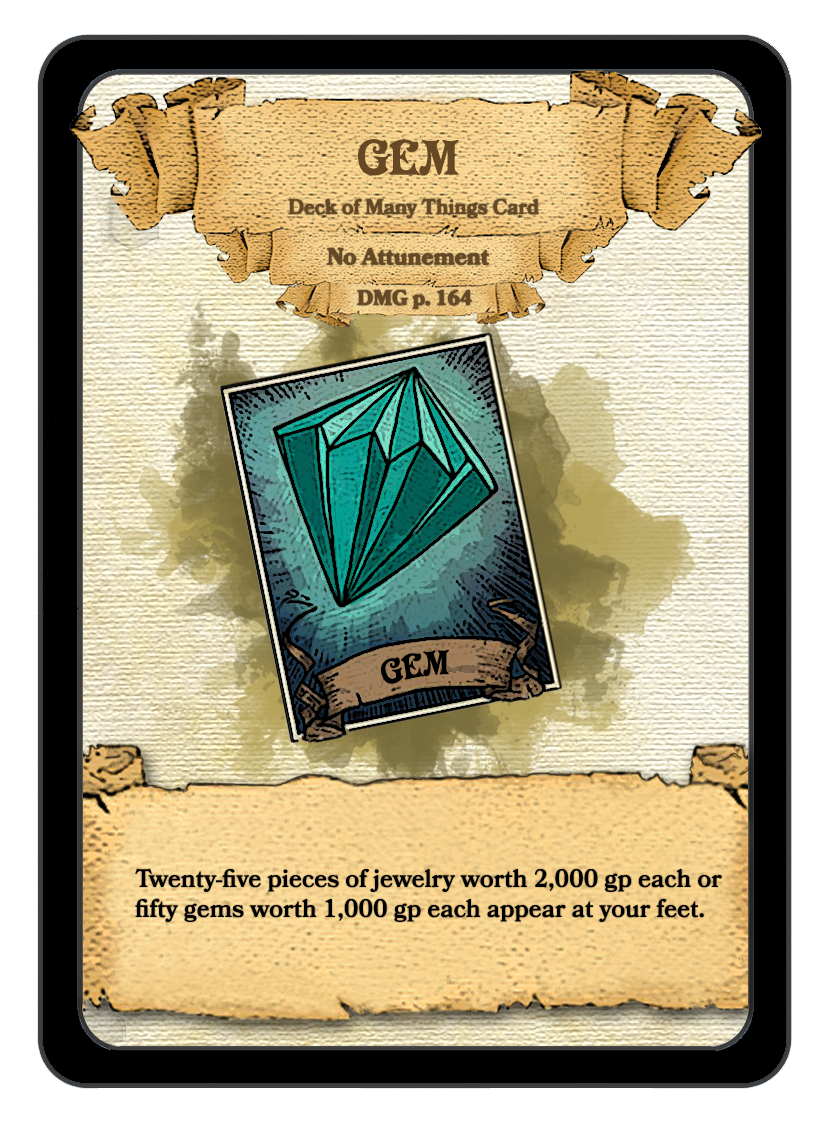 GEM
Deck of Many Things Card
No Attunement
DMG p. 164
GEM
Twenty-five pieces of jewelry worth 2,000 gp each or
fifty gems worth 1,000 gp each appear at your feet.